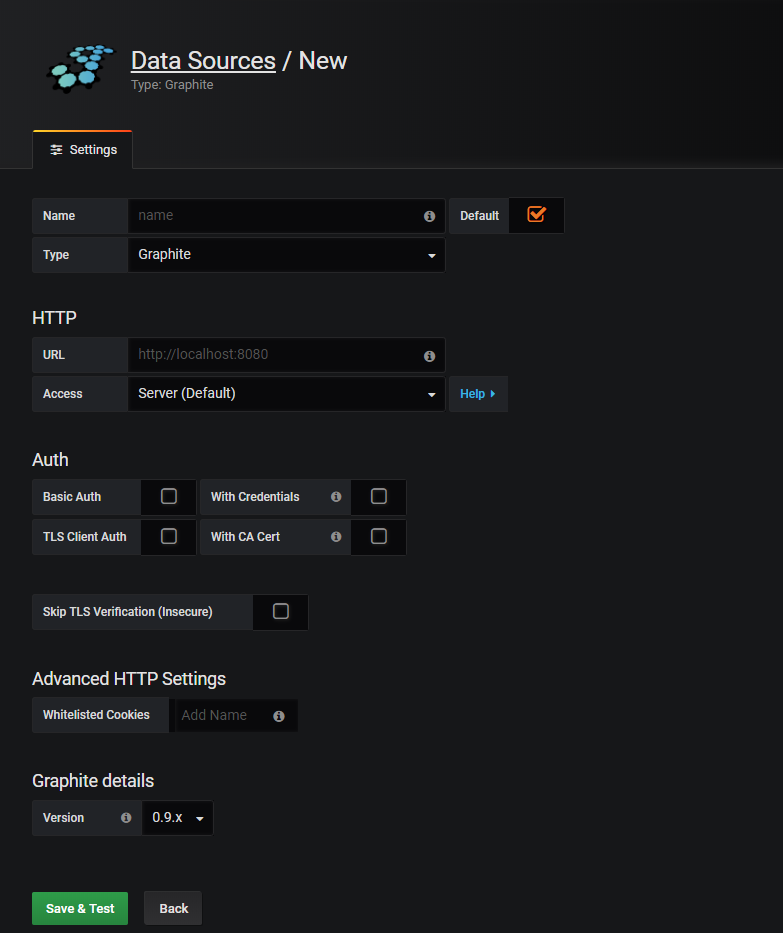 Data Sources / New
Type: Graphite
Settings
Name name Default
Type Graphite
HTTP
URL http://localhost:8080
Access Server (Default) Help
Auth
Basic Auth With Credentials
TLS Client Auth With CA Cert
Skip TLS Verification (Insecure)
Advanced HTTP Settings
Whitelisted Cookies Add Name
Graphite details
Version 0.9.x
Save & Test Back